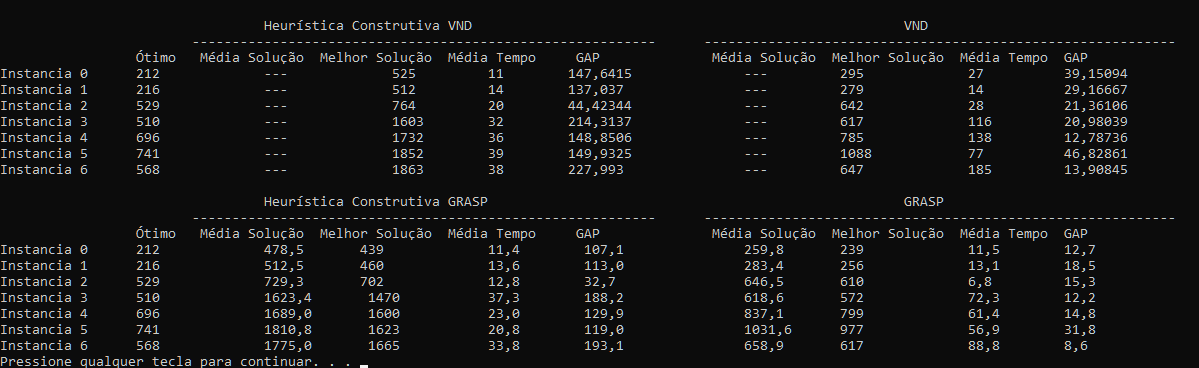 Heurística Construtiva VND VND
------------------------------------------------------ ------------------------------------------------------
Ótimo Média Solução Melhor Solução Média Tempo GAP Média Solução Melhor Solução Média Tempo GAP
Instancia 0 212 --- 525 11 147,6415 --- 295 27 39,15094
Instancia 1 216 --- 512 14 137,037 --- 279 14 29,16667
Instancia 2 529 --- 764 20 44,42344 --- 642 28 21,36106
Instancia 3 510 --- 1603 32 214,3137 --- 617 116 20,98039
Instancia 4 696 --- 1732 36 148,8506 --- 785 138 12,78736
Instancia 5 741 --- 1852 39 149,9325 --- 1088 77 46,82861
Instancia 6 568 --- 1863 38 227,993 --- 647 185 13,90845
Heurística Construtiva GRASP GRASP
------------------------------------------------------ ------------------------------------------------------
Ótimo Média Solução Melhor Solução Média Tempo GAP Média Solução Melhor Solução Média Tempo GAP
Instancia 0 212 478,5 439 11,4 107,1 259,8 239 11,5 12,7
Instancia 1 216 512,5 460 13,6 113,0 283,4 256 13,1 18,5
Instancia 2 529 729,3 702 12,8 32,7 646,5 610 6,8 15,3
Instancia 3 510 1623,4 1470 37,3 188,2 618,6 572 72,3 12,2
Instancia 4 696 1689,0 1600 23,0 129,9 837,1 799 61,4 14,8
Instancia 5 741 1810,8 1623 20,8 119,0 1031,6 977 56,9 31,8
Instancia 6 568 1775,0 1665 33,8 193,1 658,9 617 88,8 8,6
Pressione qualquer tecla para continuar. . .